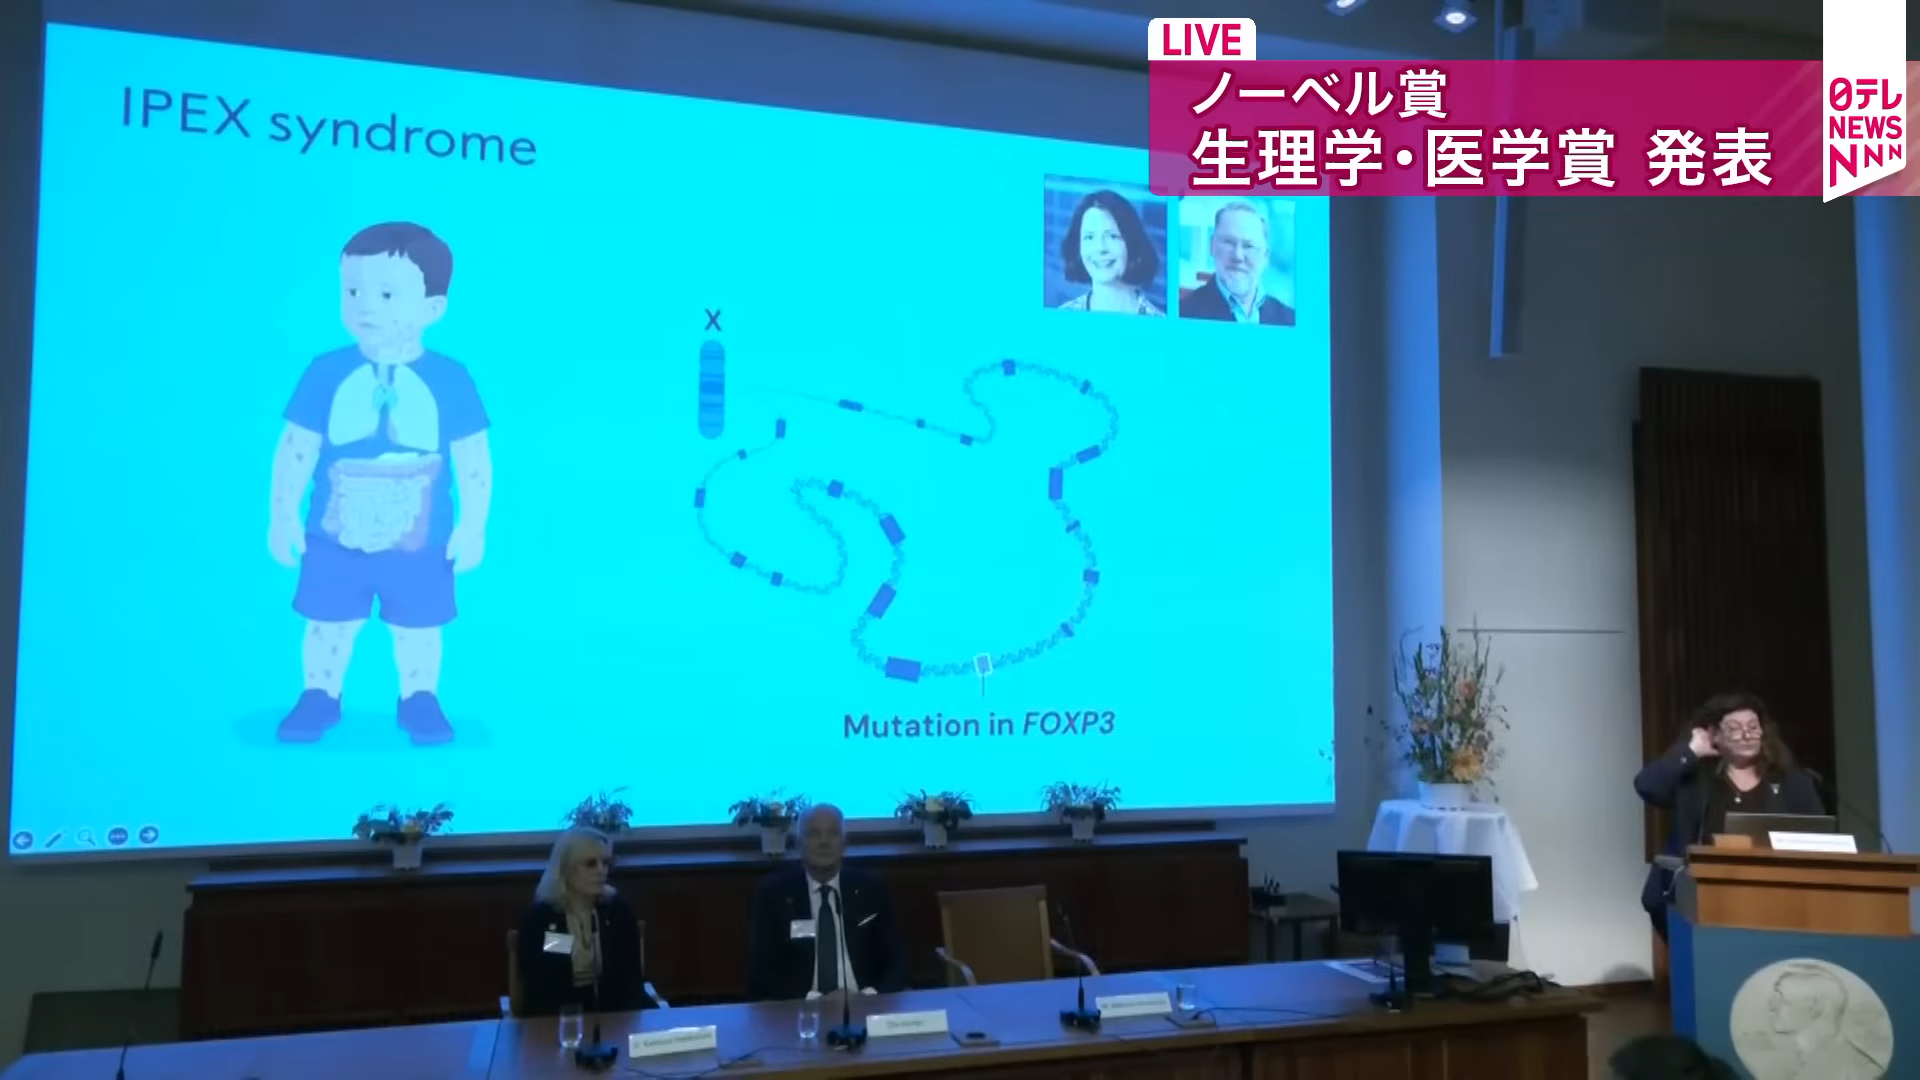 LIVE
ノーベル賞
生理学・医学賞 発表
日テレ
NEWS
NNN
IPEX syndrome
X
Mutation in FOXP3